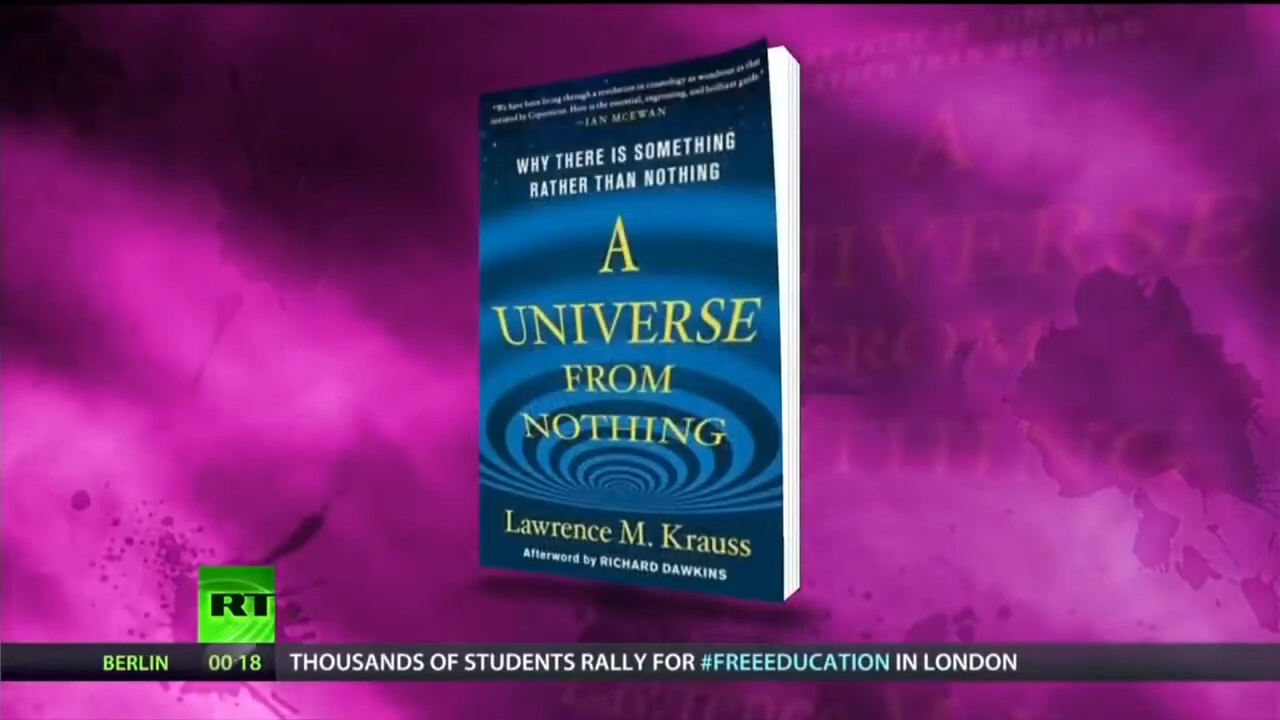 "We have been living through a revolution in cosmology as wondrous as that
initiated by Copernicus. Here is the essential, engrossing, and brilliant guide."
—IAN MCEWAN
WHY THERE IS SOMETHING
RATHER THAN NOTHING
A
UNIVERSE
FROM
NOTHING
Lawrence M. Krauss
Afterword by RICHARD DAWKINS
RT
BERLIN 00:18 THOUSANDS OF STUDENTS RALLY FOR #FREEEDUCATION IN LONDON